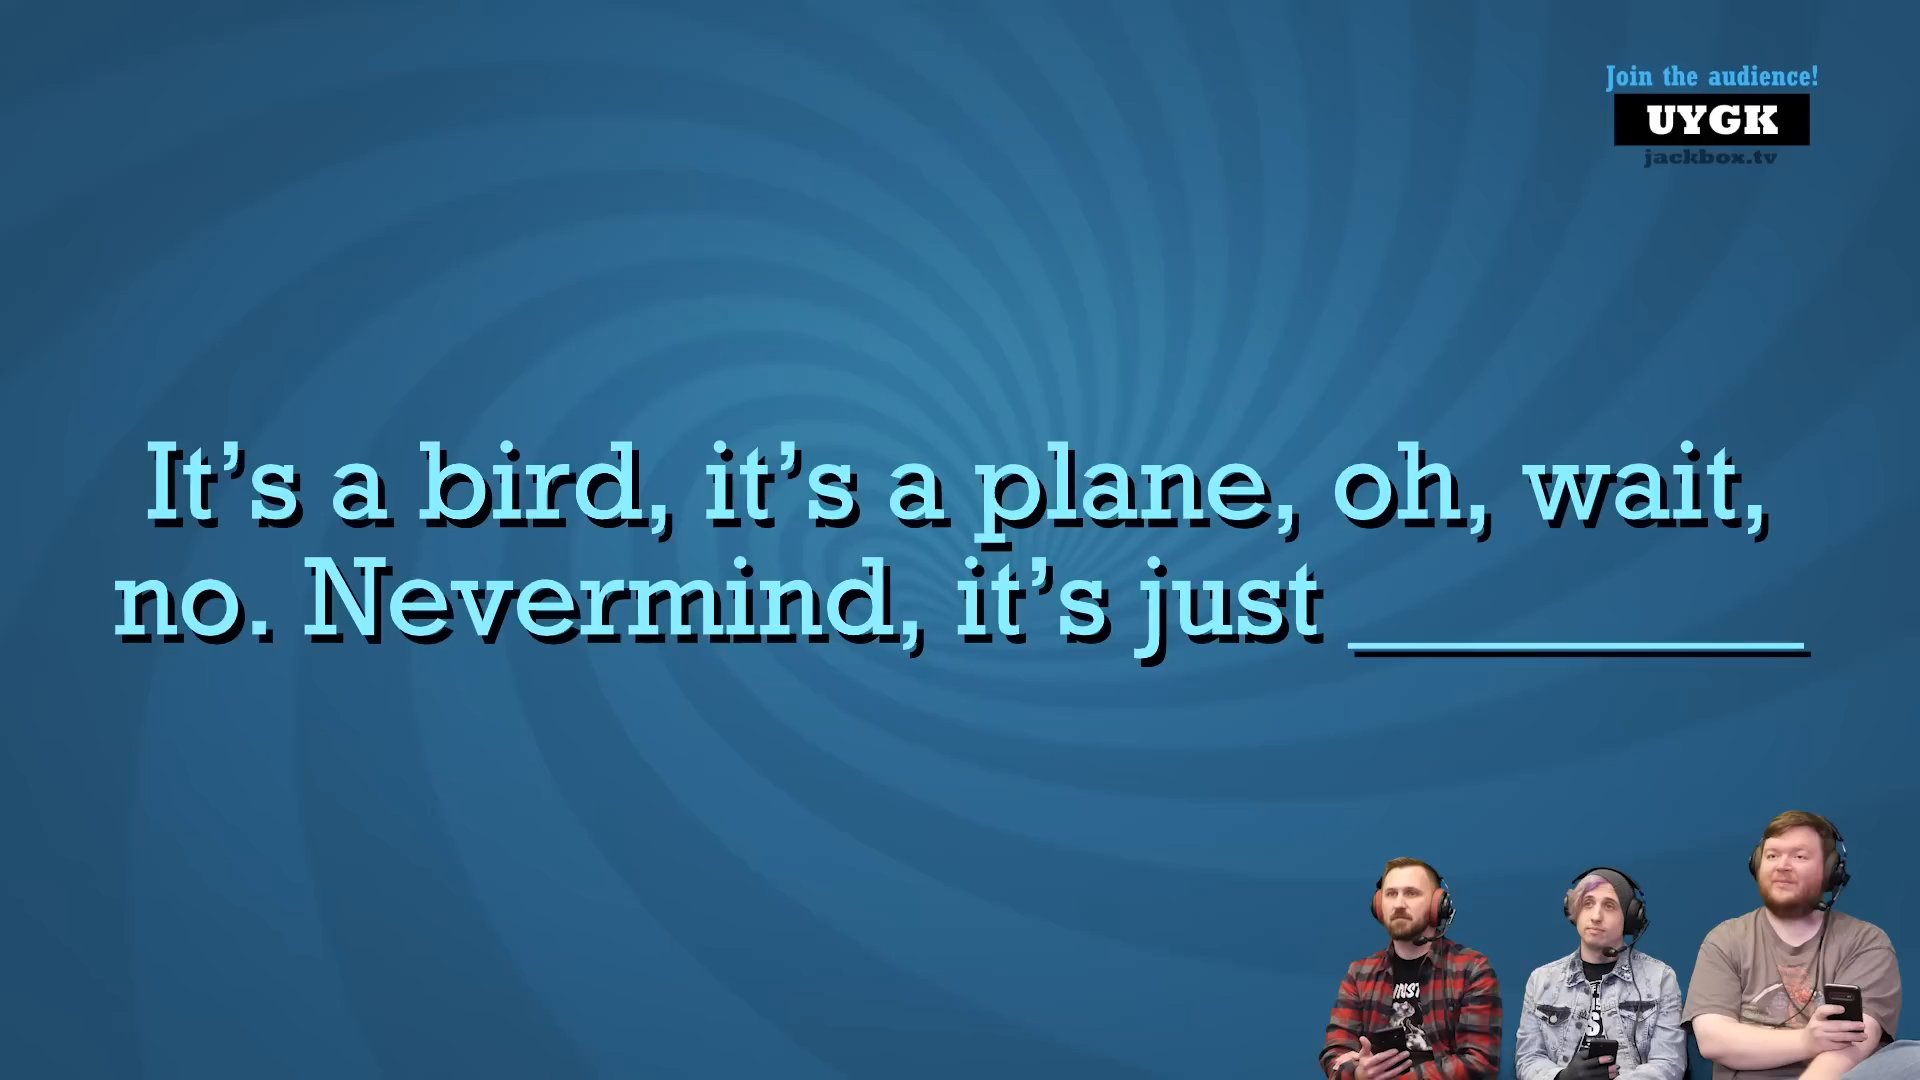 Join the audience!
UYGK
jackbox.tv
It's a bird, it's a plane, oh, wait,
no. Nevermind, it's just ________